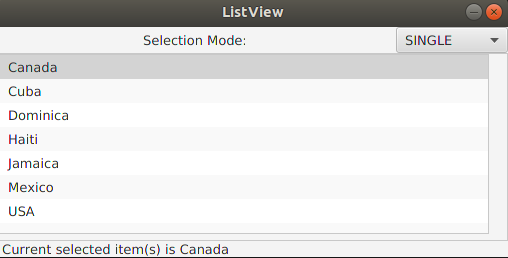 ListView
Selection Mode: SINGLE
Canada
Cuba
Dominica
Haiti
Jamaica
Mexico
USA
Current selected item(s) is Canada